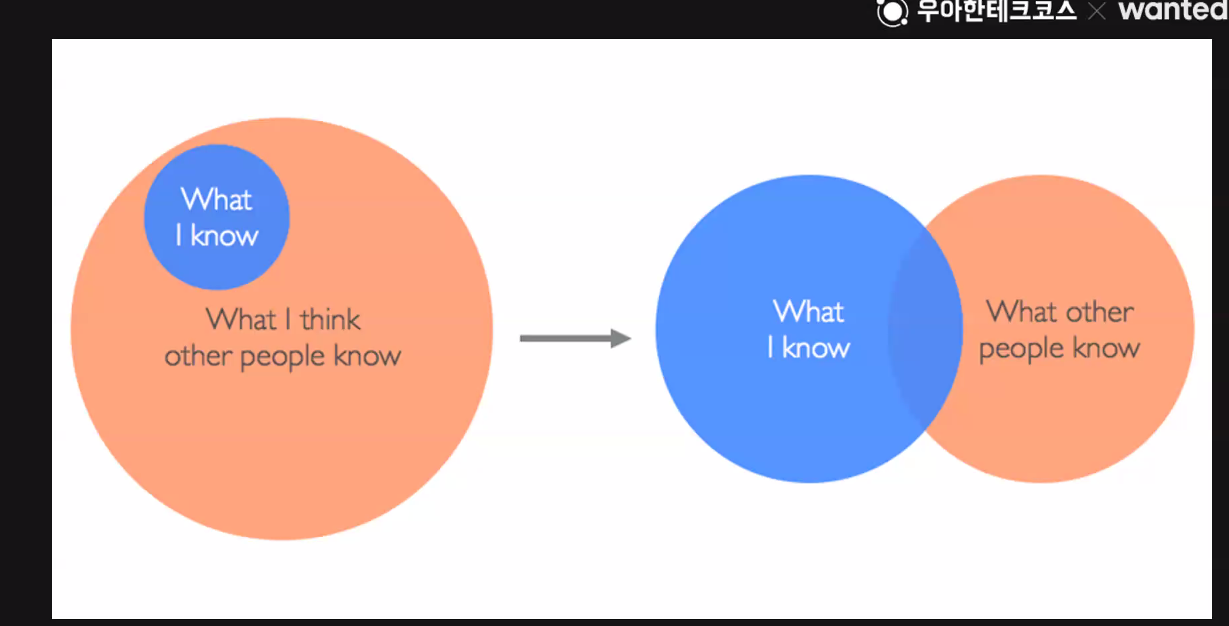 우아한테크코스 × wanted
What
I know
What I think
other people know
What
I know
What other
people know